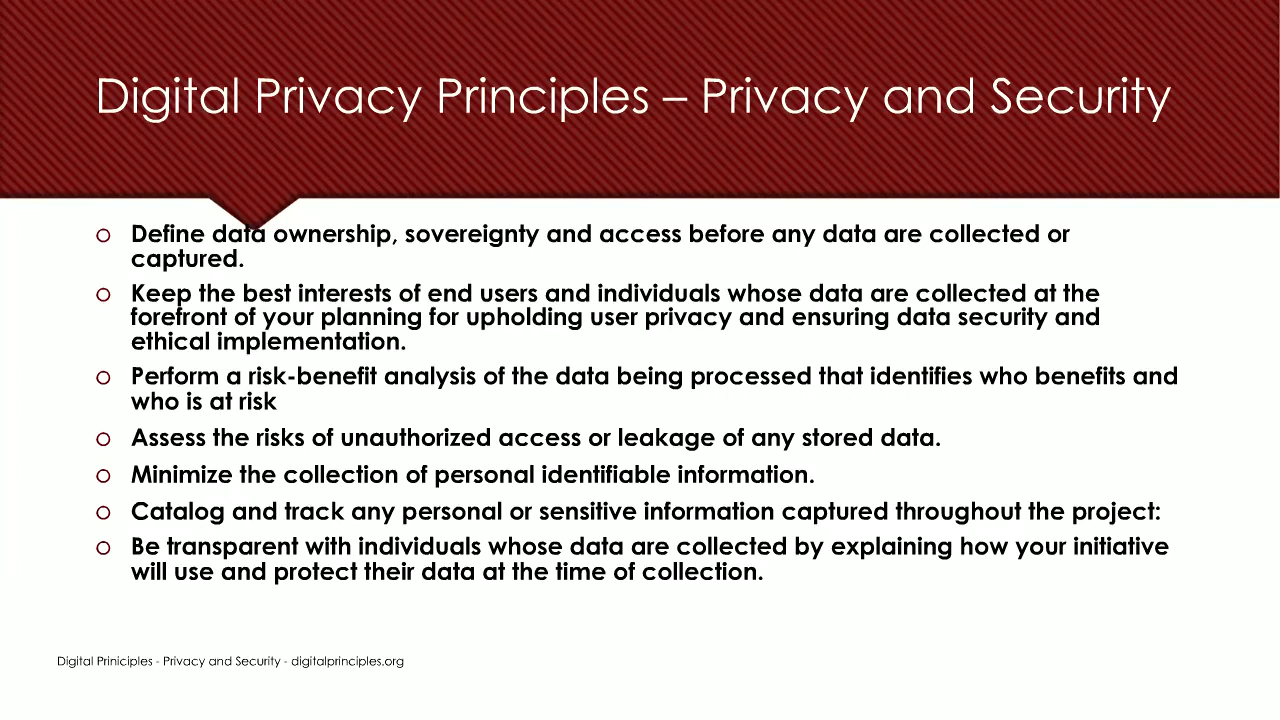 Digital Privacy Principles – Privacy and Security
Define data ownership, sovereignty and access before any data are collected or
captured.
Keep the best interests of end users and individuals whose data are collected at the
forefront of your planning for upholding user privacy and ensuring data security and
ethical implementation.
Perform a risk-benefit analysis of the data being processed that identifies who benefits and
who is at risk
Assess the risks of unauthorized access or leakage of any stored data.
Minimize the collection of personal identifiable information.
Catalog and track any personal or sensitive information captured throughout the project:
Be transparent with individuals whose data are collected by explaining how your initiative
will use and protect their data at the time of collection.
Digital Priniciples - Privacy and Security - digitalprinciples.org